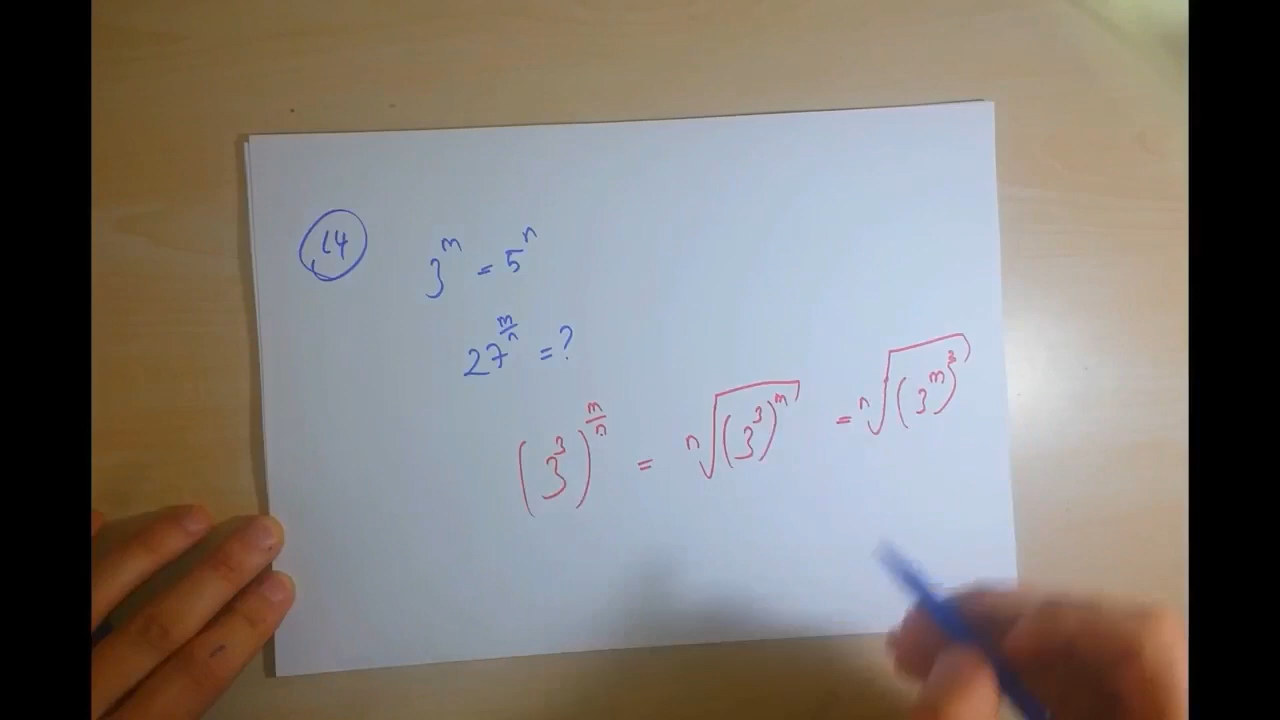 14
3^m = 5^n
27^(m/n) = ?
(3^3)^(m/n) = ⁿ√((3^3)^m) = ⁿ√((3^m)^3)